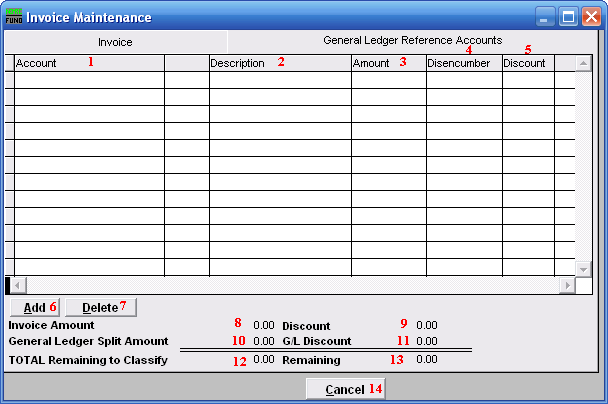 FUND Invoice Maintenance
Invoice General Ledger Reference Accounts
4 5
Account 1 Description 2 Amount 3 Disencumber Discount
Add 6 Delete 7
Invoice Amount 8 0.00 Discount 9 0.00
General Ledger Split Amount 10 0.00 G/L Discount 11 0.00
TOTAL Remaining to Classify 12 0.00 Remaining 13 0.00
Cancel 14